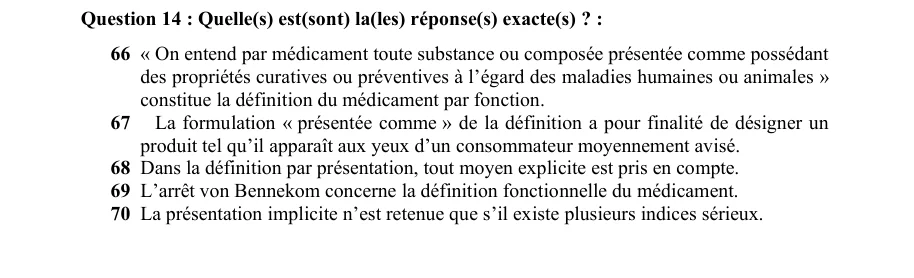 Question 14 : Quelle(s) est(sont) la(les) réponse(s) exacte(s) ? :
66 « On entend par médicament toute substance ou composée présentée comme possédant
des propriétés curatives ou préventives à l’égard des maladies humaines ou animales »
constitue la définition du médicament par fonction.
67 La formulation « présentée comme » de la définition a pour finalité de désigner un
produit tel qu’il apparaît aux yeux d’un consommateur moyennement avisé.
68 Dans la définition par présentation, tout moyen explicite est pris en compte.
69 L’arrêt von Bennekom concerne la définition fonctionnelle du médicament.
70 La présentation implicite n’est retenue que s’il existe plusieurs indices sérieux.